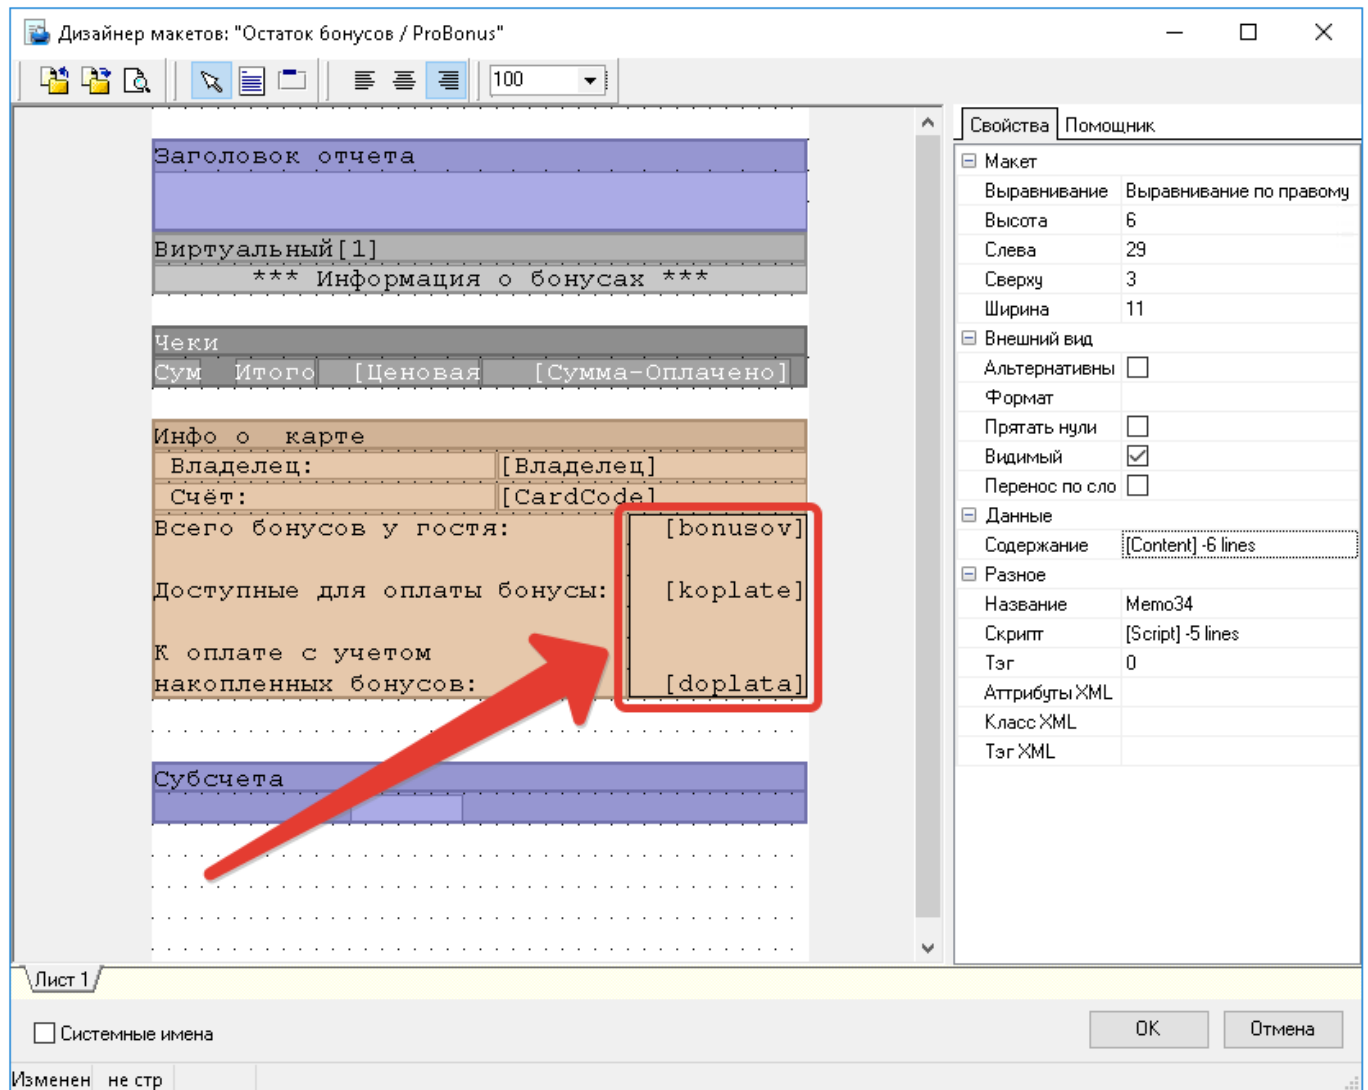 Дизайнер макетов: "Остаток бонусов / ProBonus"
100
Заголовок отчета
Виртуальный[1]
*** Информация о бонусах ***
Чеки
Сум Итого [Ценовая [Сумма-Оплачено]
Инфо о карте
Владелец: [Владелец]
Счёт: [CardCode]
Всего бонусов у гостя: [bonusov]
Доступные для оплаты бонусы: [koplate]
К оплате с учетом
накопленных бонусов: [doplata]
Субсчета
Лист 1
Свойства Помощник
Макет
Выравнивание Выравнивание по правому
Высота 6
Слева 29
Сверху 3
Ширина 11
Внешний вид
Альтернативны
Формат
Прятать нули
Видимый
Перенос по сло
Данные
Содержание [Content] -6 lines
Разное
Название Memo34
Скрипт [Script] -5 lines
Тэг 0
Аттрибуты XML
Класс XML
Тэг XML
Системные имена
OK Отмена
Изменен не стр